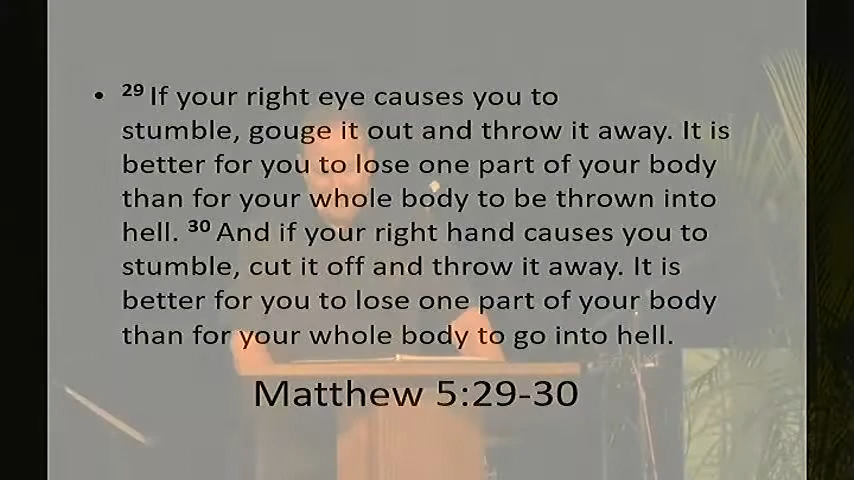 • ²⁹ If your right eye causes you to
stumble, gouge it out and throw it away. It is
better for you to lose one part of your body
than for your whole body to be thrown into
hell. ³⁰ And if your right hand causes you to
stumble, cut it off and throw it away. It is
better for you to lose one part of your body
than for your whole body to go into hell.
Matthew 5:29-30